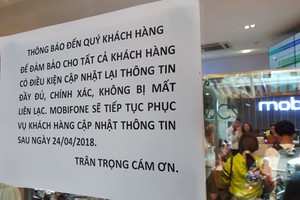 THÔNG BÁO ĐẾN QUÝ KHÁCH HÀNG
ĐỂ ĐẢM BẢO CHO TẤT CẢ KHÁCH HÀNG
CÓ ĐIỀU KIỆN CẬP NHẬT LẠI THÔNG TIN
ĐẦY ĐỦ, CHÍNH XÁC, KHÔNG BỊ MẤT
LIÊN LẠC. MOBIFONE SẼ TIẾP TỤC PHỤC
VỤ KHÁCH HÀNG CẬP NHẬT THÔNG TIN
SAU NGÀY 24/04/2018.
TRÂN TRỌNG CÁM ƠN.
mobi